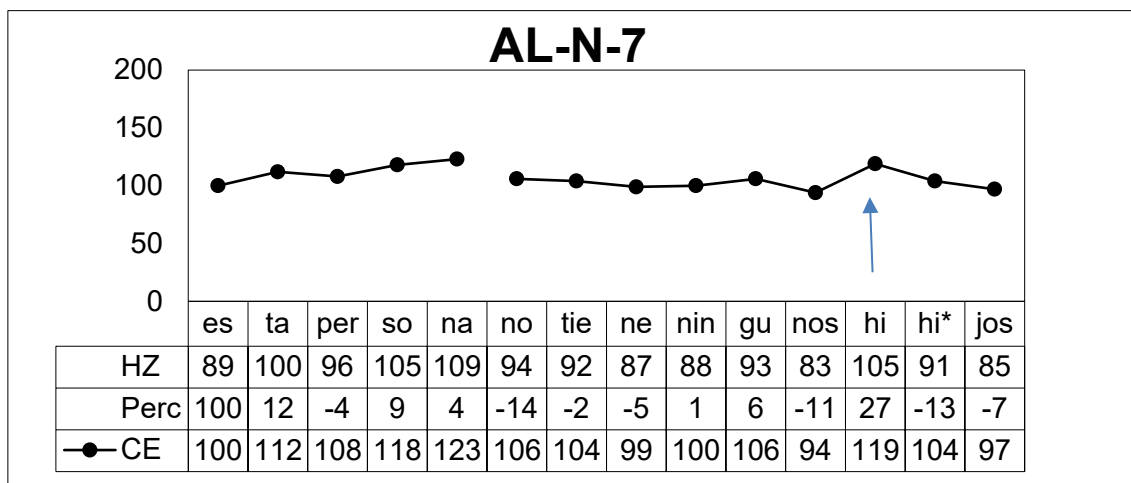 AL-N-7
200
150
100
50
0
es ta per so na no tie ne nin gu nos hi hi* jos
HZ 89 100 96 105 109 94 92 87 88 93 83 105 91 85
Perc 100 12 -4 9 4 -14 -2 -5 1 6 -11 27 -13 -7
CE 100 112 108 118 123 106 104 99 100 106 94 119 104 97